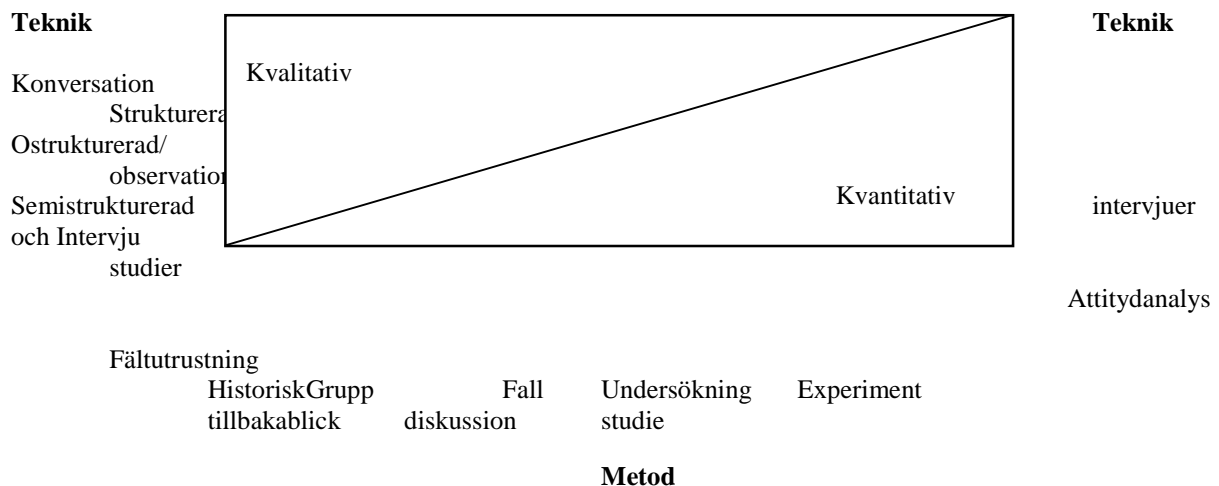 Teknik Teknik
Kvalitativ
Konversation
Strukturera
Ostrukturerad/
observation
Kvantitativ
Semistrukturerad intervjuer
och Intervju
studier
Attitydanalys
Fältutrustning
HistoriskGrupp Fall Undersökning Experiment
tillbakablick diskussion studie
Metod